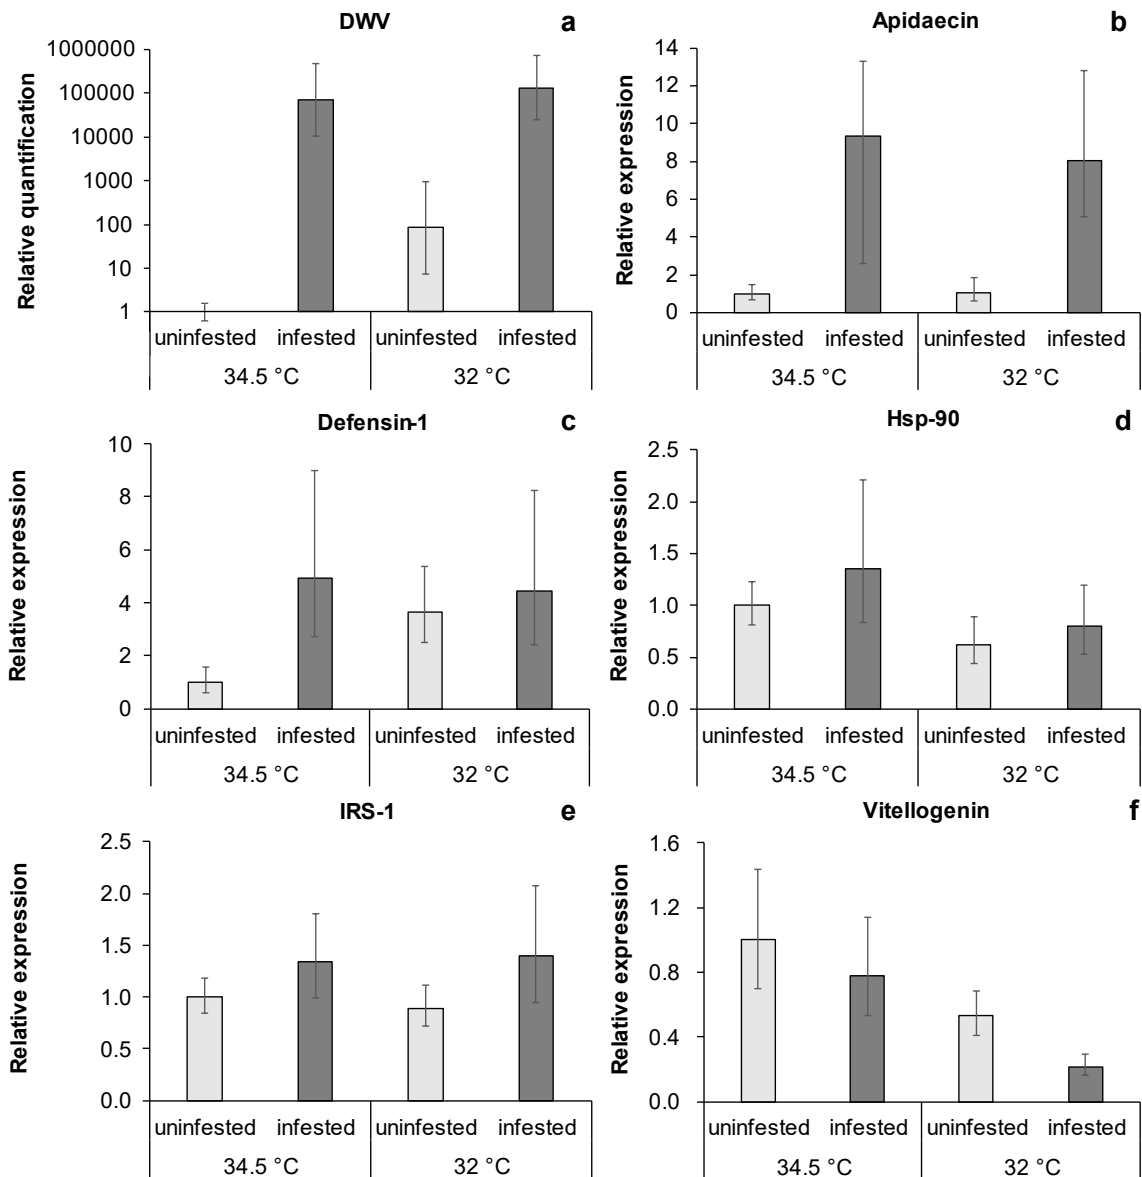 DWV a
Relative quantification
1000000
100000
10000
1000
100
10
1
uninfested infested uninfested infested
34.5 °C 32 °C
Apidaecin b
Relative expression
14
12
10
8
6
4
2
0
uninfested infested uninfested infested
34.5 °C 32 °C
Defensin-1 c
Relative expression
10
8
6
4
2
0
uninfested infested uninfested infested
34.5 °C 32 °C
Hsp-90 d
Relative expression
2.5
2.0
1.5
1.0
0.5
0.0
uninfested infested uninfested infested
34.5 °C 32 °C
IRS-1 e
Relative expression
2.5
2.0
1.5
1.0
0.5
0.0
uninfested infested uninfested infested
34.5 °C 32 °C
Vitellogenin f
Relative expression
1.6
1.2
0.8
0.4
0.0
uninfested infested uninfested infested
34.5 °C 32 °C